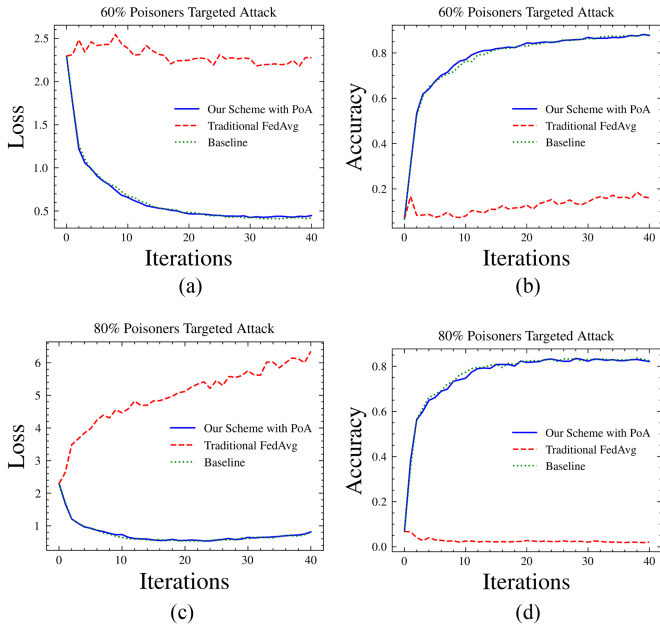 60% Poisoners Targeted Attack
2.5
2.0
1.5
1.0
0.5
Loss
Our Scheme with PoA
Traditional FedAvg
Baseline
0 10 20 30 40
Iterations
(a)
60% Poisoners Targeted Attack
0.8
0.6
0.4
0.2
Accuracy
Our Scheme with PoA
Traditional FedAvg
Baseline
0 10 20 30 40
Iterations
(b)
80% Poisoners Targeted Attack
6
5
4
3
2
1
Loss
Our Scheme with PoA
Traditional FedAvg
Baseline
0 10 20 30 40
Iterations
(c)
80% Poisoners Targeted Attack
0.8
0.6
0.4
0.2
0.0
Accuracy
Our Scheme with PoA
Traditional FedAvg
Baseline
0 10 20 30 40
Iterations
(d)